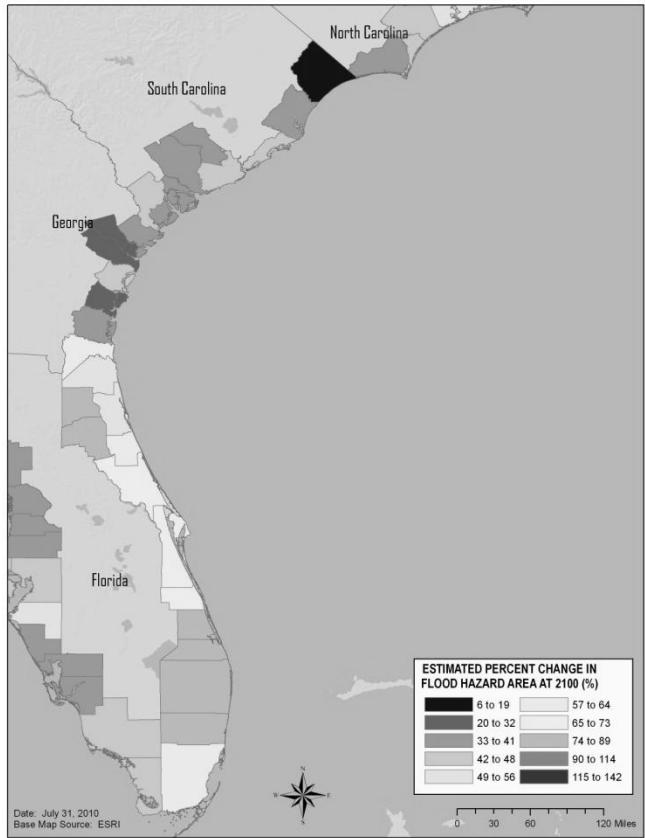 North Carolina
South Carolina
Georgia
Florida
ESTIMATED PERCENT CHANGE IN
FLOOD HAZARD AREA AT 2100 (%)
6 to 19
20 to 32
33 to 41
42 to 48
49 to 56
57 to 64
65 to 73
74 to 89
90 to 114
115 to 142
N
W
E
S
0 30 60 120 Miles
Date: July 31, 2010
Base Map Source: ESRI